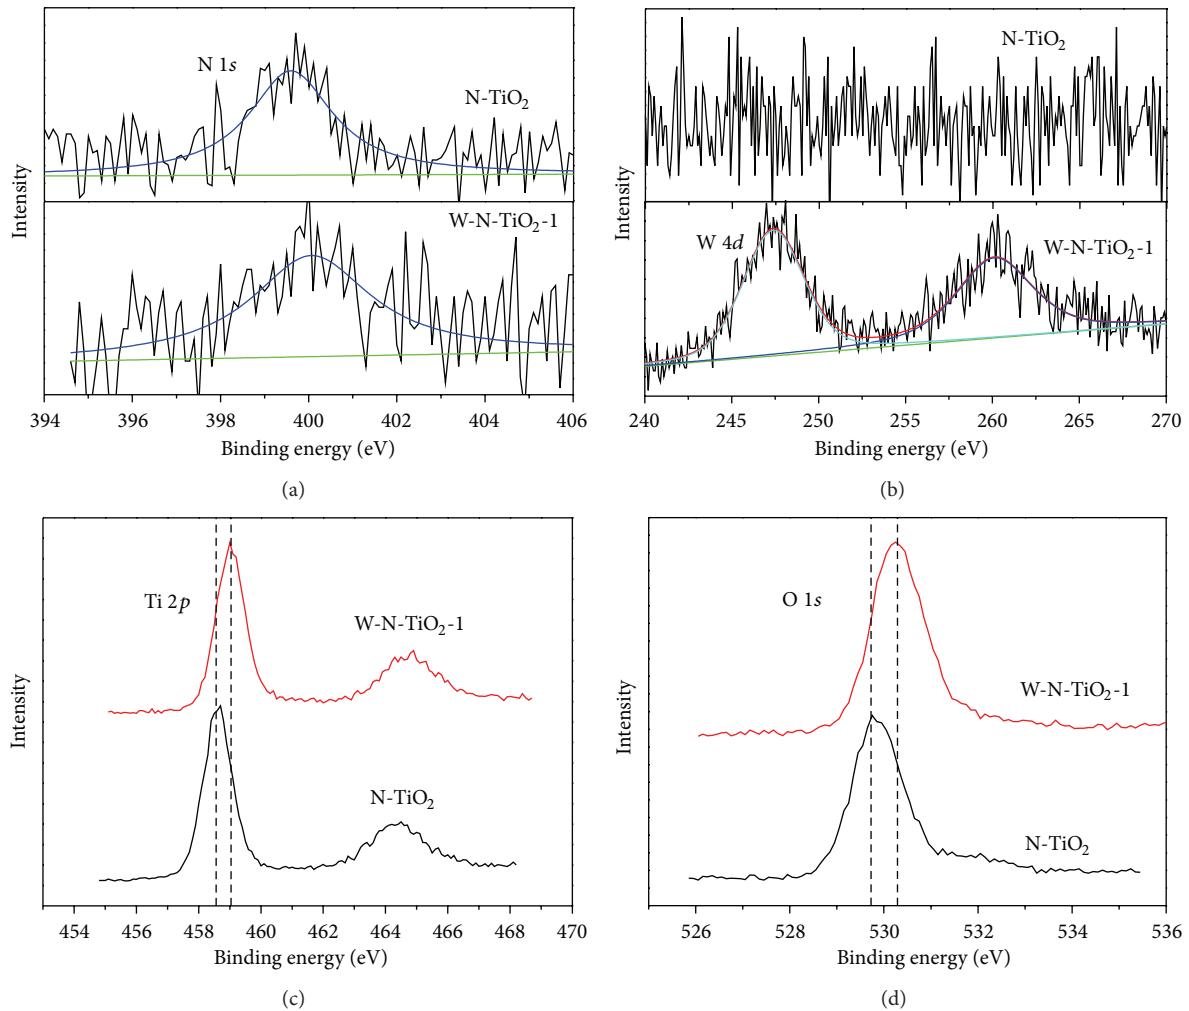 N 1s
N-TiO2
Intensity
W-N-TiO2-1
394 396 398 400 402 404 406
Binding energy (eV)
(a)
N-TiO2
Intensity
W 4d
W-N-TiO2-1
240 245 250 255 260 265 270
Binding energy (eV)
(b)
Ti 2p
W-N-TiO2-1
Intensity
N-TiO2
454 456 458 460 462 464 466 468 470
Binding energy (eV)
(c)
O 1s
W-N-TiO2-1
Intensity
N-TiO2
526 528 530 532 534 536
Binding energy (eV)
(d)